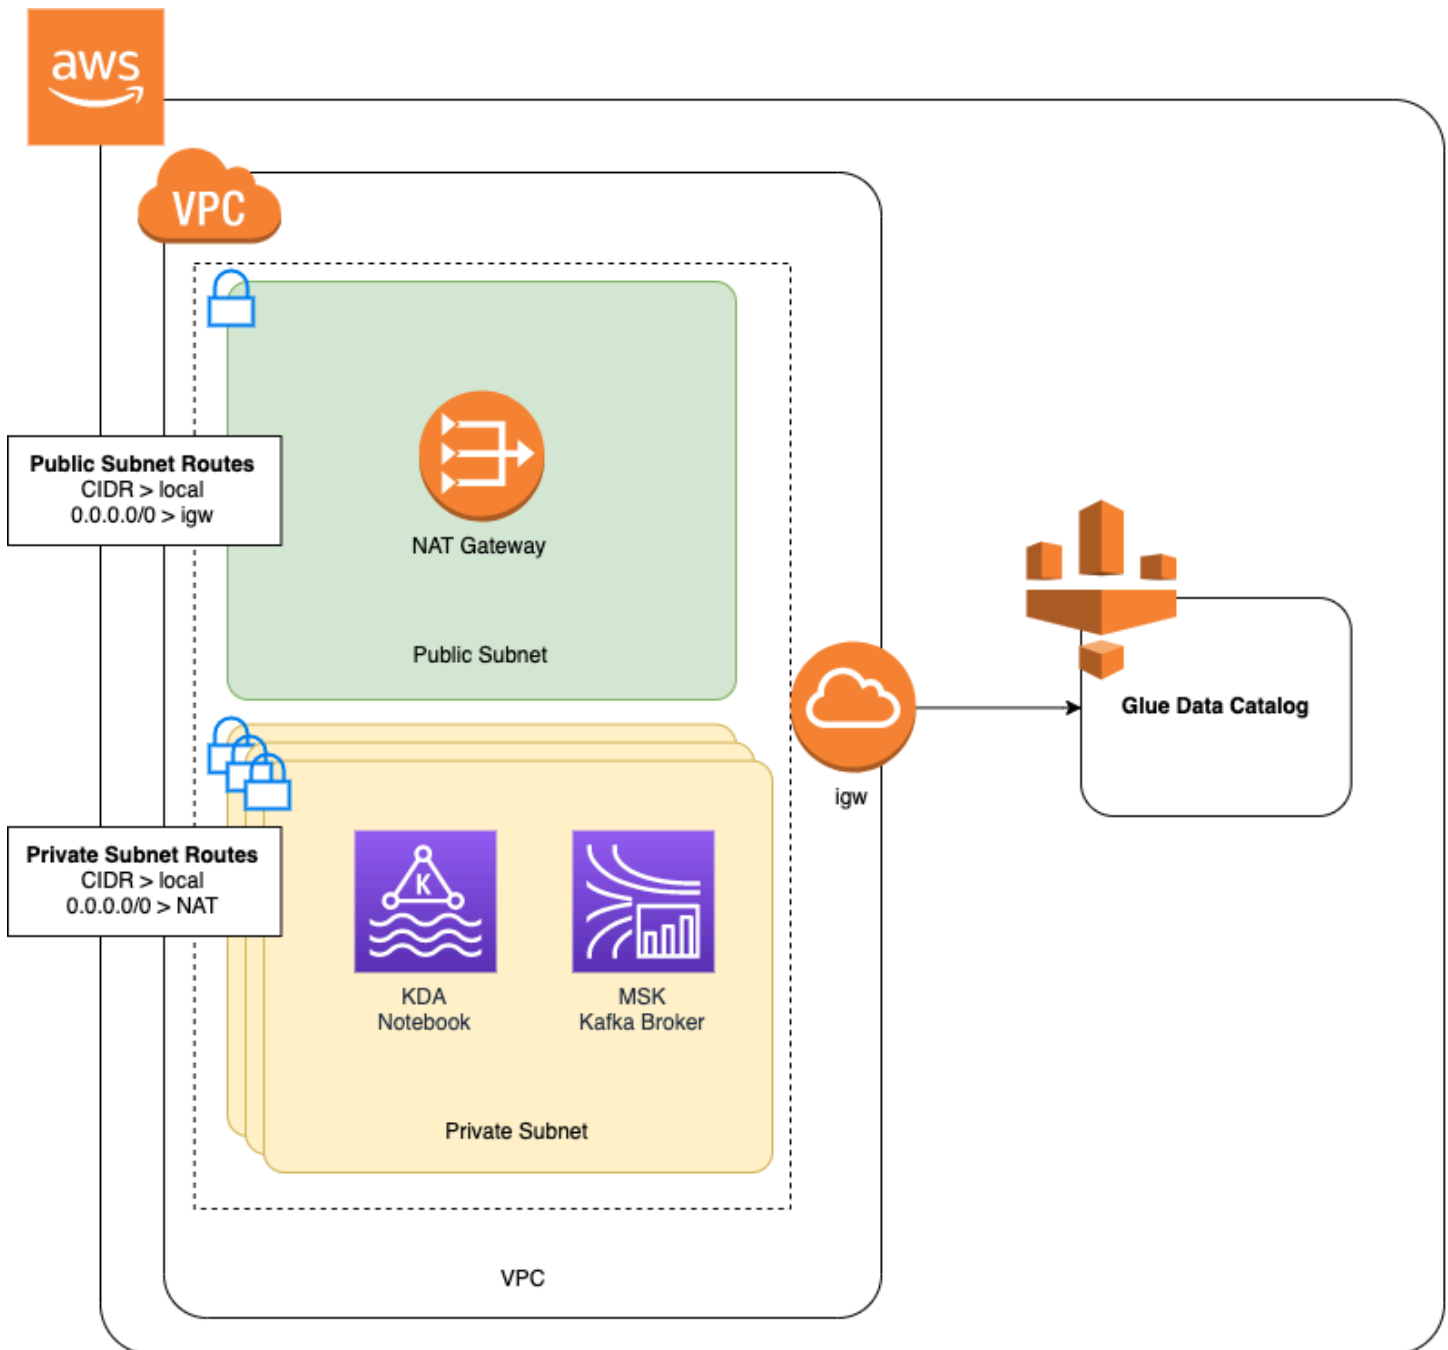 aws
VPC
Public Subnet Routes
CIDR > local
0.0.0.0/0 > igw
NAT Gateway
Public Subnet
igw
Glue Data Catalog
Private Subnet Routes
CIDR > local
0.0.0.0/0 > NAT
K
KDA
Notebook
MSK
Kafka Broker
Private Subnet
VPC